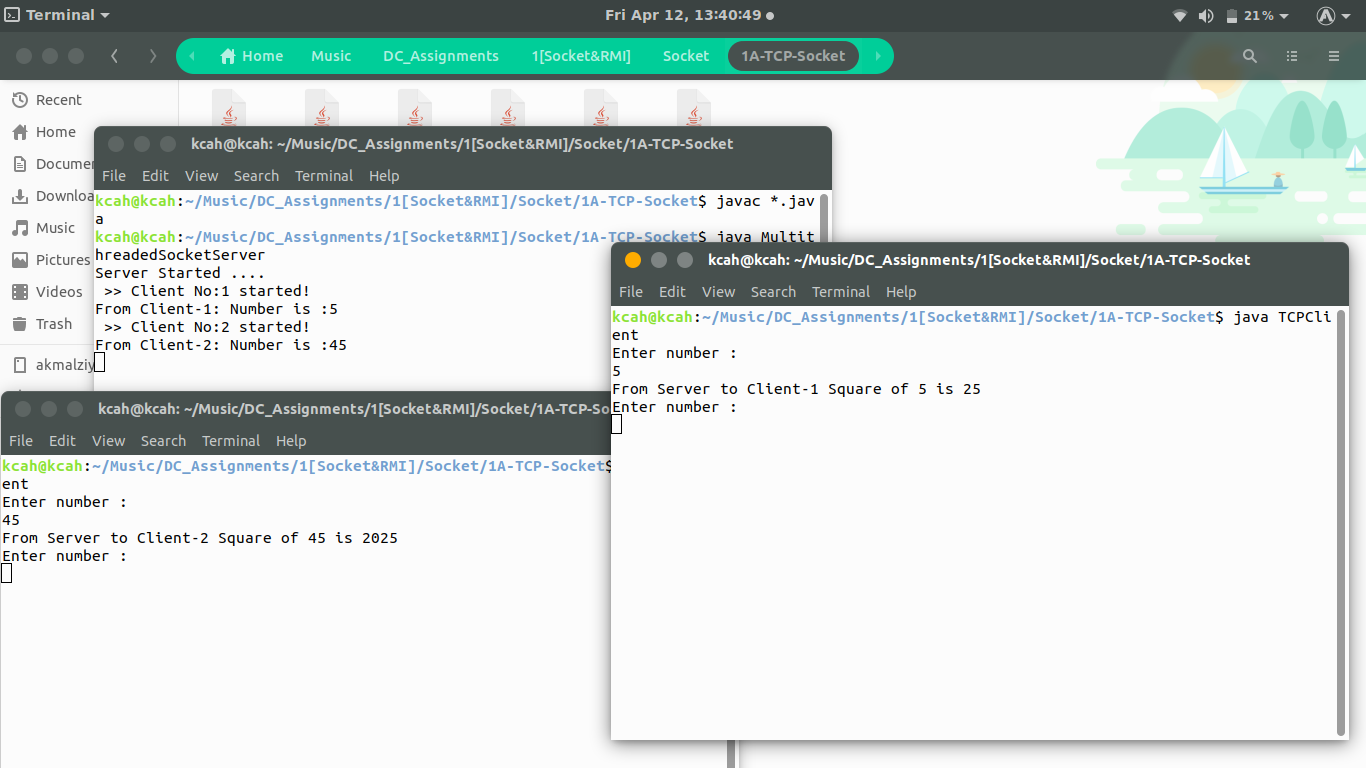 Terminal
Fri Apr 12, 13:40:49
21%
Home
Music
DC_Assignments
1[Socket&RMI]
Socket
1A-TCP-Socket
Recent
Home
Documen
Downloa
Music
Pictures
Videos
Trash
akmalziy
kcah@kcah: ~/Music/DC_Assignments/1[Socket&RMI]/Socket/1A-TCP-Socket
File Edit View Search Terminal Help
kcah@kcah:~/Music/DC_Assignments/1[Socket&RMI]/Socket/1A-TCP-Socket$ javac *.jav
a
kcah@kcah:~/Music/DC_Assignments/1[Socket&RMI]/Socket/1A-TCP-Socket$ java Multit
hreadedSocketServer
Server Started ....
>> Client No:1 started!
From Client-1: Number is :5
>> Client No:2 started!
From Client-2: Number is :45
kcah@kcah: ~/Music/DC_Assignments/1[Socket&RMI]/Socket/1A-TCP-So
File Edit View Search Terminal Help
kcah@kcah:~/Music/DC_Assignments/1[Socket&RMI]/Socket/1A-TCP-Socket$
ent
Enter number :
45
From Server to Client-2 Square of 45 is 2025
Enter number :
kcah@kcah: ~/Music/DC_Assignments/1[Socket&RMI]/Socket/1A-TCP-Socket
File Edit View Search Terminal Help
kcah@kcah:~/Music/DC_Assignments/1[Socket&RMI]/Socket/1A-TCP-Socket$ java TCPCli
ent
Enter number :
5
From Server to Client-1 Square of 5 is 25
Enter number :